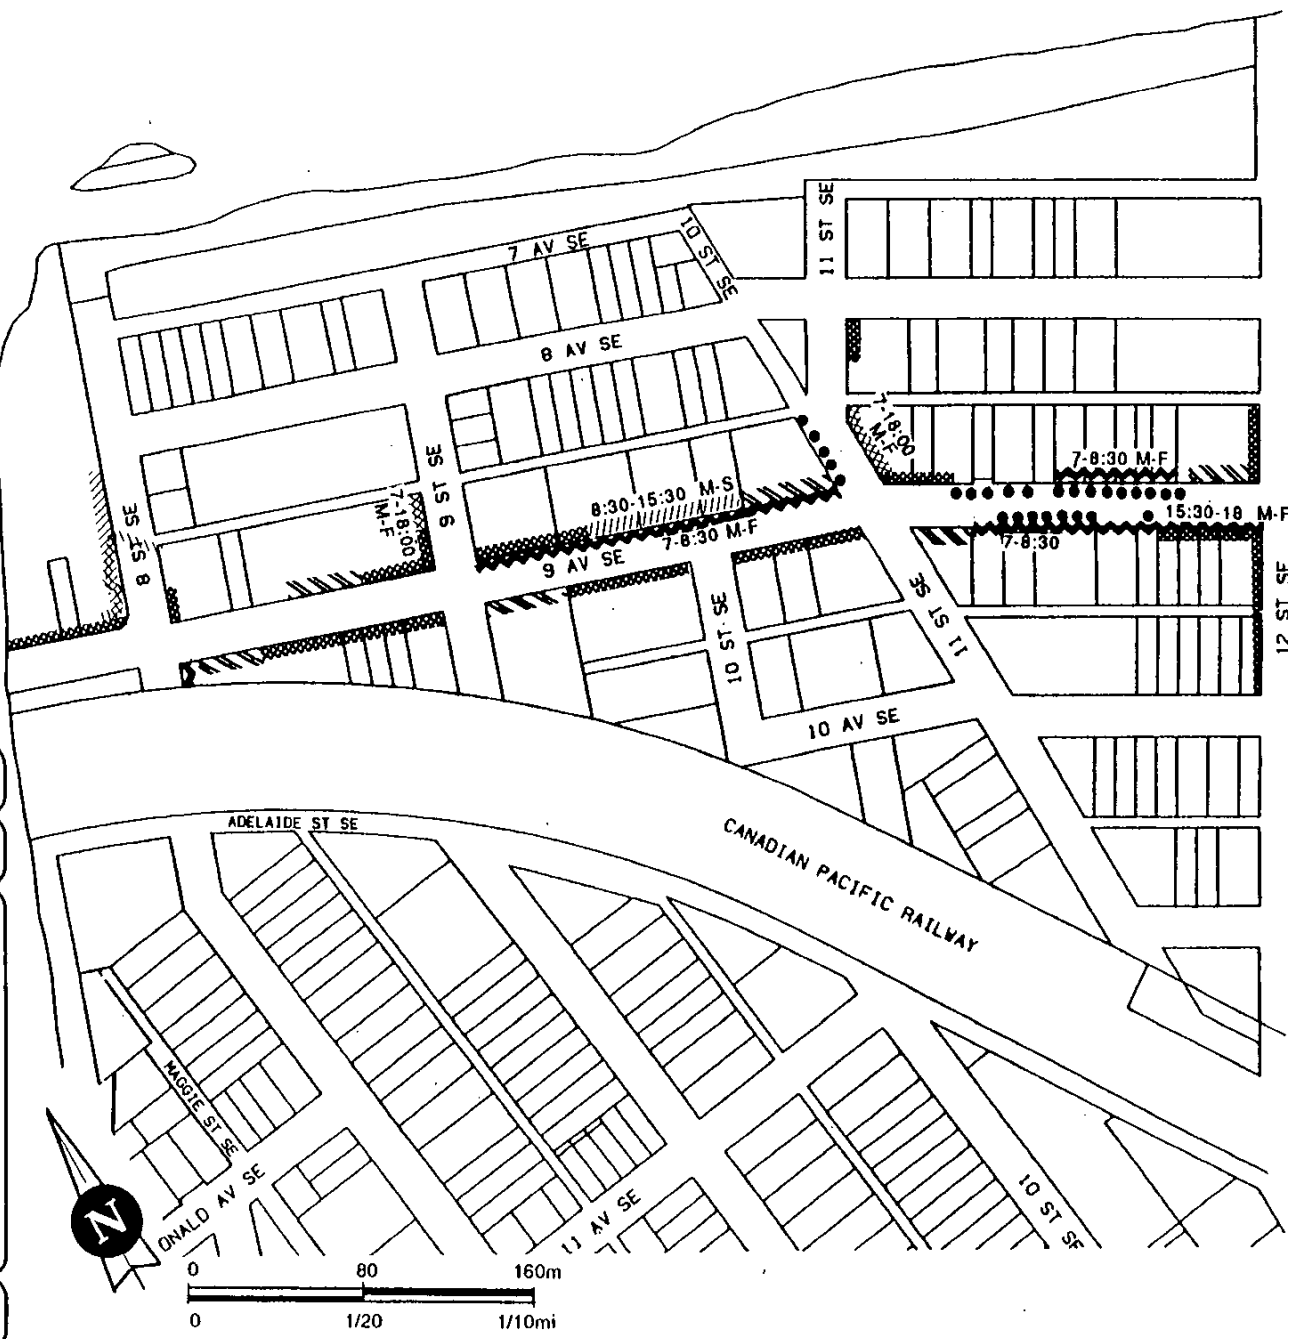 11 ST SE
10 ST SE
7 AV SE
8 AV SE
7-18:00
M-F
9 ST SE
7-8:30 M-F
8:30-15:30 M-S
7-18:00
M-F
15:30-18 M-F
8 ST SE
7-8:30 M-F
7-8:30
9 AV SE
10 ST SE
11 ST SE
12 ST SE
10 AV SE
ADELAIDE ST SE
CANADIAN PACIFIC RAILWAY
MAGGIE ST SE
N
ONALD AV SE
11 AV SE
10 ST SE
0 80 160m
0 1/20 1/10mi